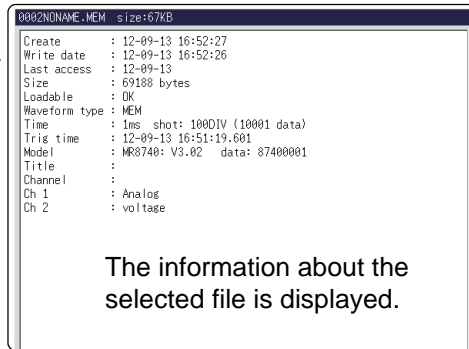 0002NONAME.MEM size:67KB
Create : 12-09-13 16:52:27
Write date : 12-09-13 16:52:26
Last access : 12-09-13
Size : 69188 bytes
Loadable : OK
Waveform type : MEM
Time : 1ms shot: 100DIV (10001 data)
Trig time : 12-09-13 16:51:19.601
Model : MR8740: V3.02 data: 87400001
Title :
Channel :
Ch 1 : Analog
Ch 2 : voltage
The information about the
selected file is displayed.